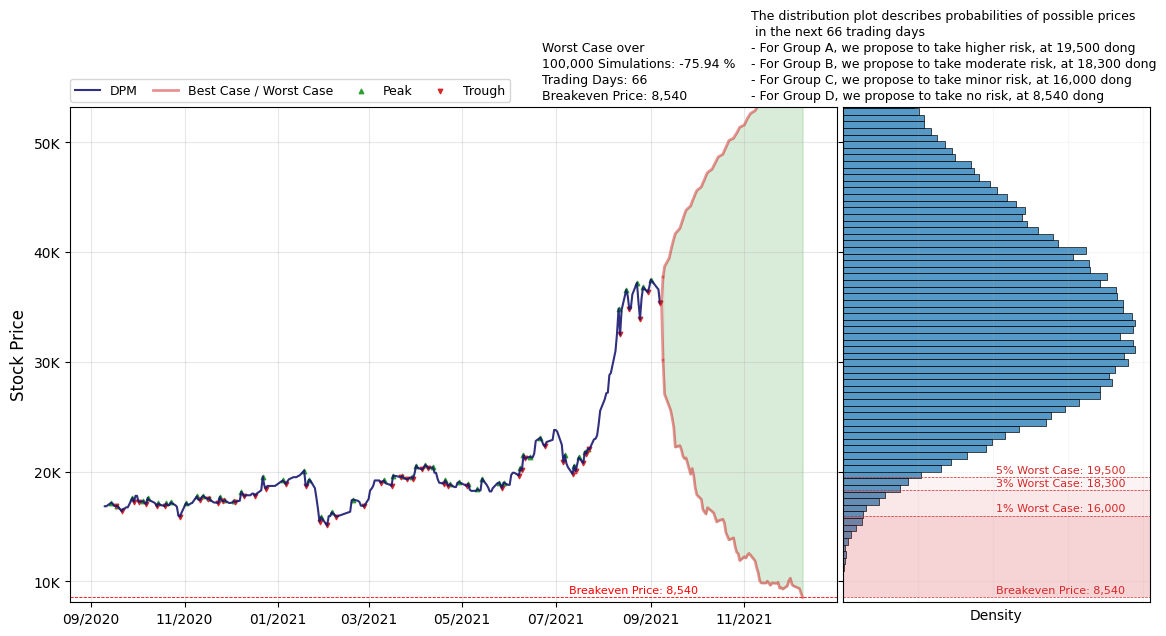 The distribution plot describes probabilities of possible prices
in the next 66 trading days
- For Group A, we propose to take higher risk, at 19,500 dong
- For Group B, we propose to take moderate risk, at 18,300 dong
- For Group C, we propose to take minor risk, at 16,000 dong
- For Group D, we propose to take no risk, at 8,540 dong
Worst Case over
100,000 Simulations: -75.94 %
Trading Days: 66
Breakeven Price: 8,540
DPM
Best Case / Worst Case
Peak
Trough
Stock Price
50K
40K
30K
20K
10K
Breakeven Price: 8,540
09/2020
11/2020
01/2021
03/2021
05/2021
07/2021
09/2021
11/2021
5% Worst Case: 19,500
3% Worst Case: 18,300
1% Worst Case: 16,000
Breakeven Price: 8,540
Density